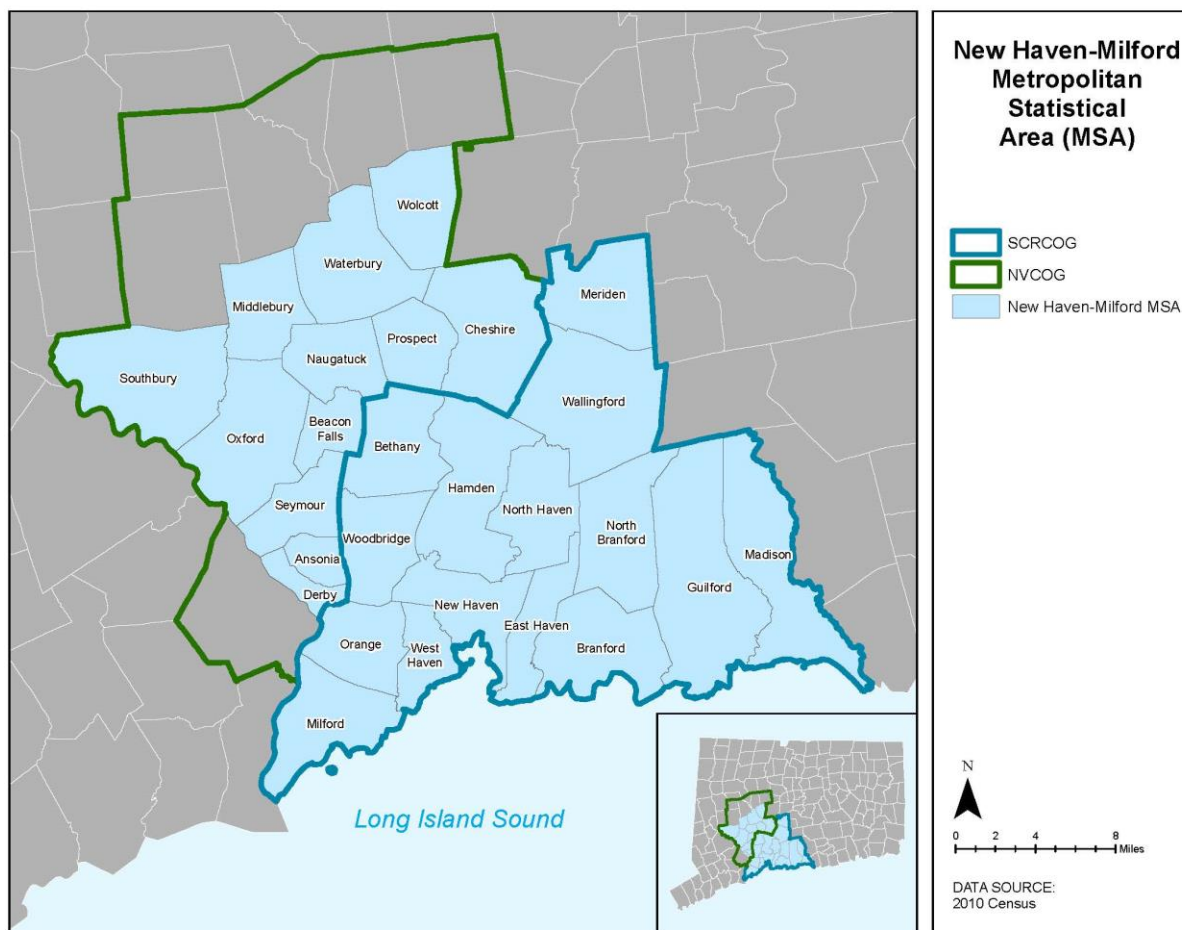 New Haven-Milford
Metropolitan
Statistical
Area (MSA)
SCRCOG
NVCOG
New Haven-Milford MSA
Wolcott
Waterbury
Meriden
Middlebury
Cheshire
Prospect
Naugatuck
Southbury
Wallingford
Beacon
Falls
Oxford
Bethany
Hamden
Seymour
North Haven
North
Branford
Woodbridge
Madison
Ansonia
Guilford
Derby
New Haven
East Haven
Orange
West
Haven
Branford
Milford
Long Island Sound
N
0 2 4 8
Miles
DATA SOURCE:
2010 Census